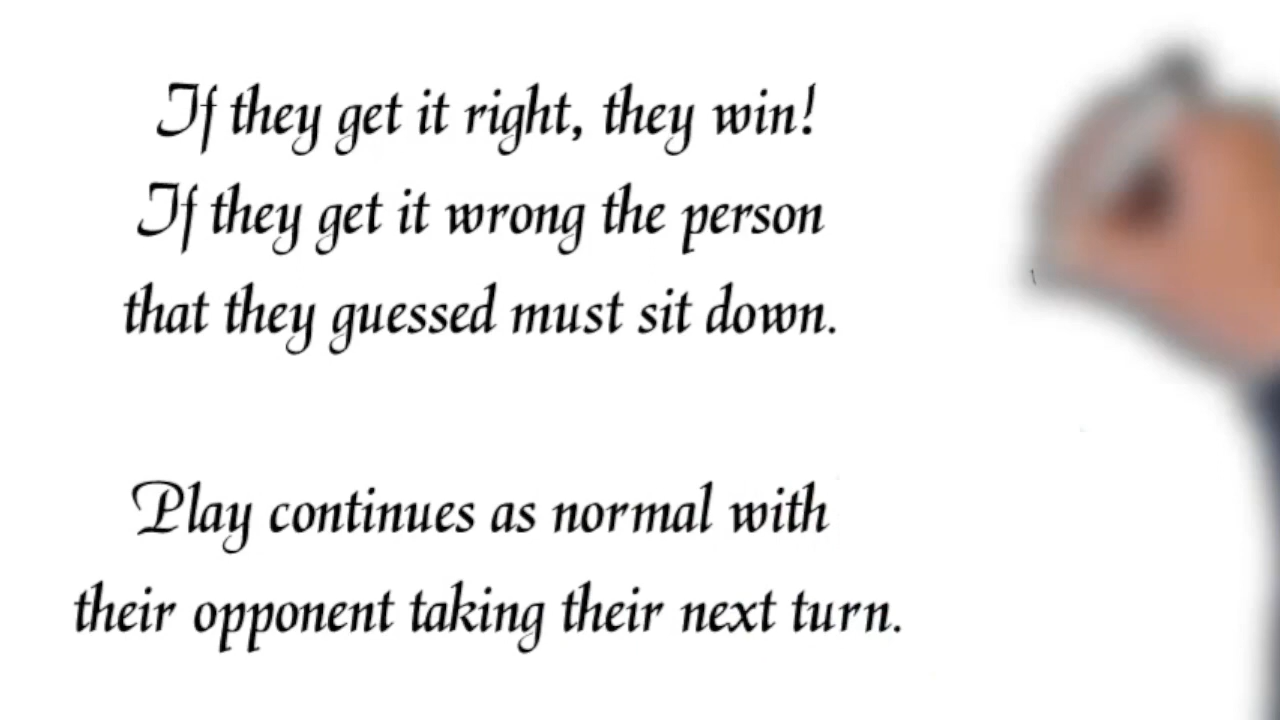 If they get it right, they win!
If they get it wrong the person
that they guessed must sit down.
Play continues as normal with
their opponent taking their next turn.